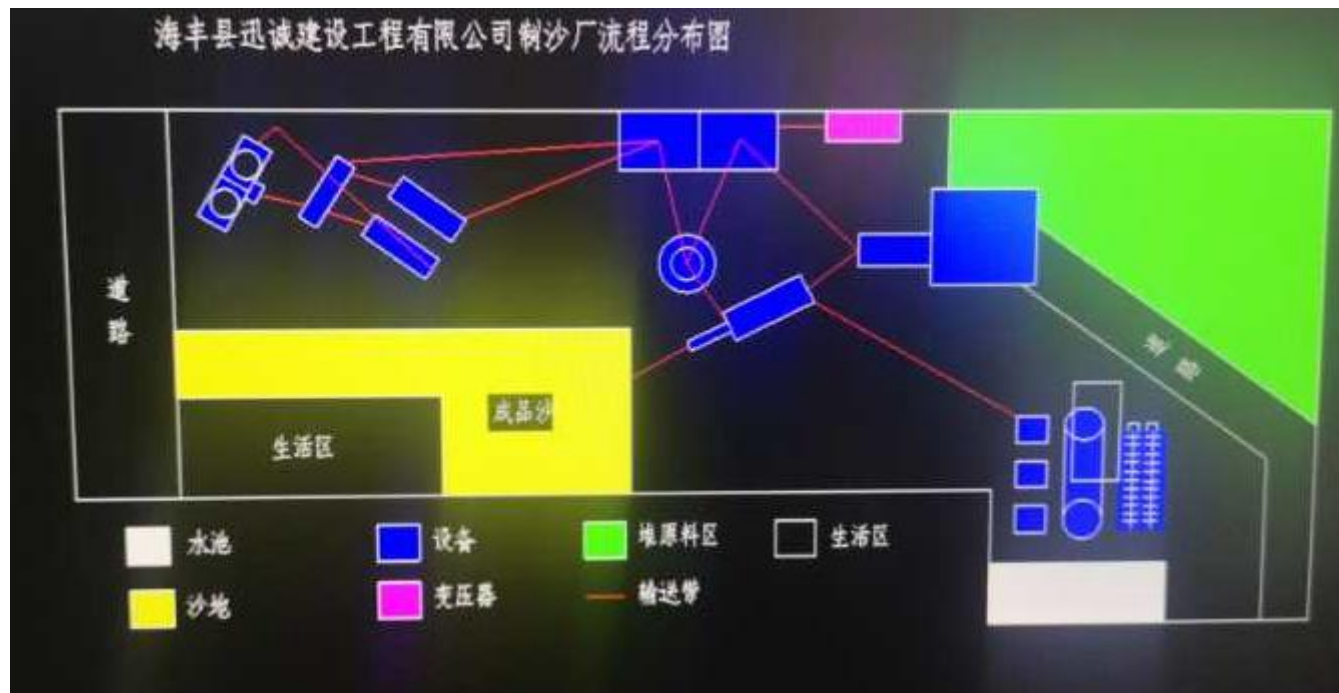 海丰县迅诚建设工程有限公司制沙厂流程分布图
道路
道路
成品沙
生活区
水池
设备
堆原料区
生活区
沙地
变压器
输送带